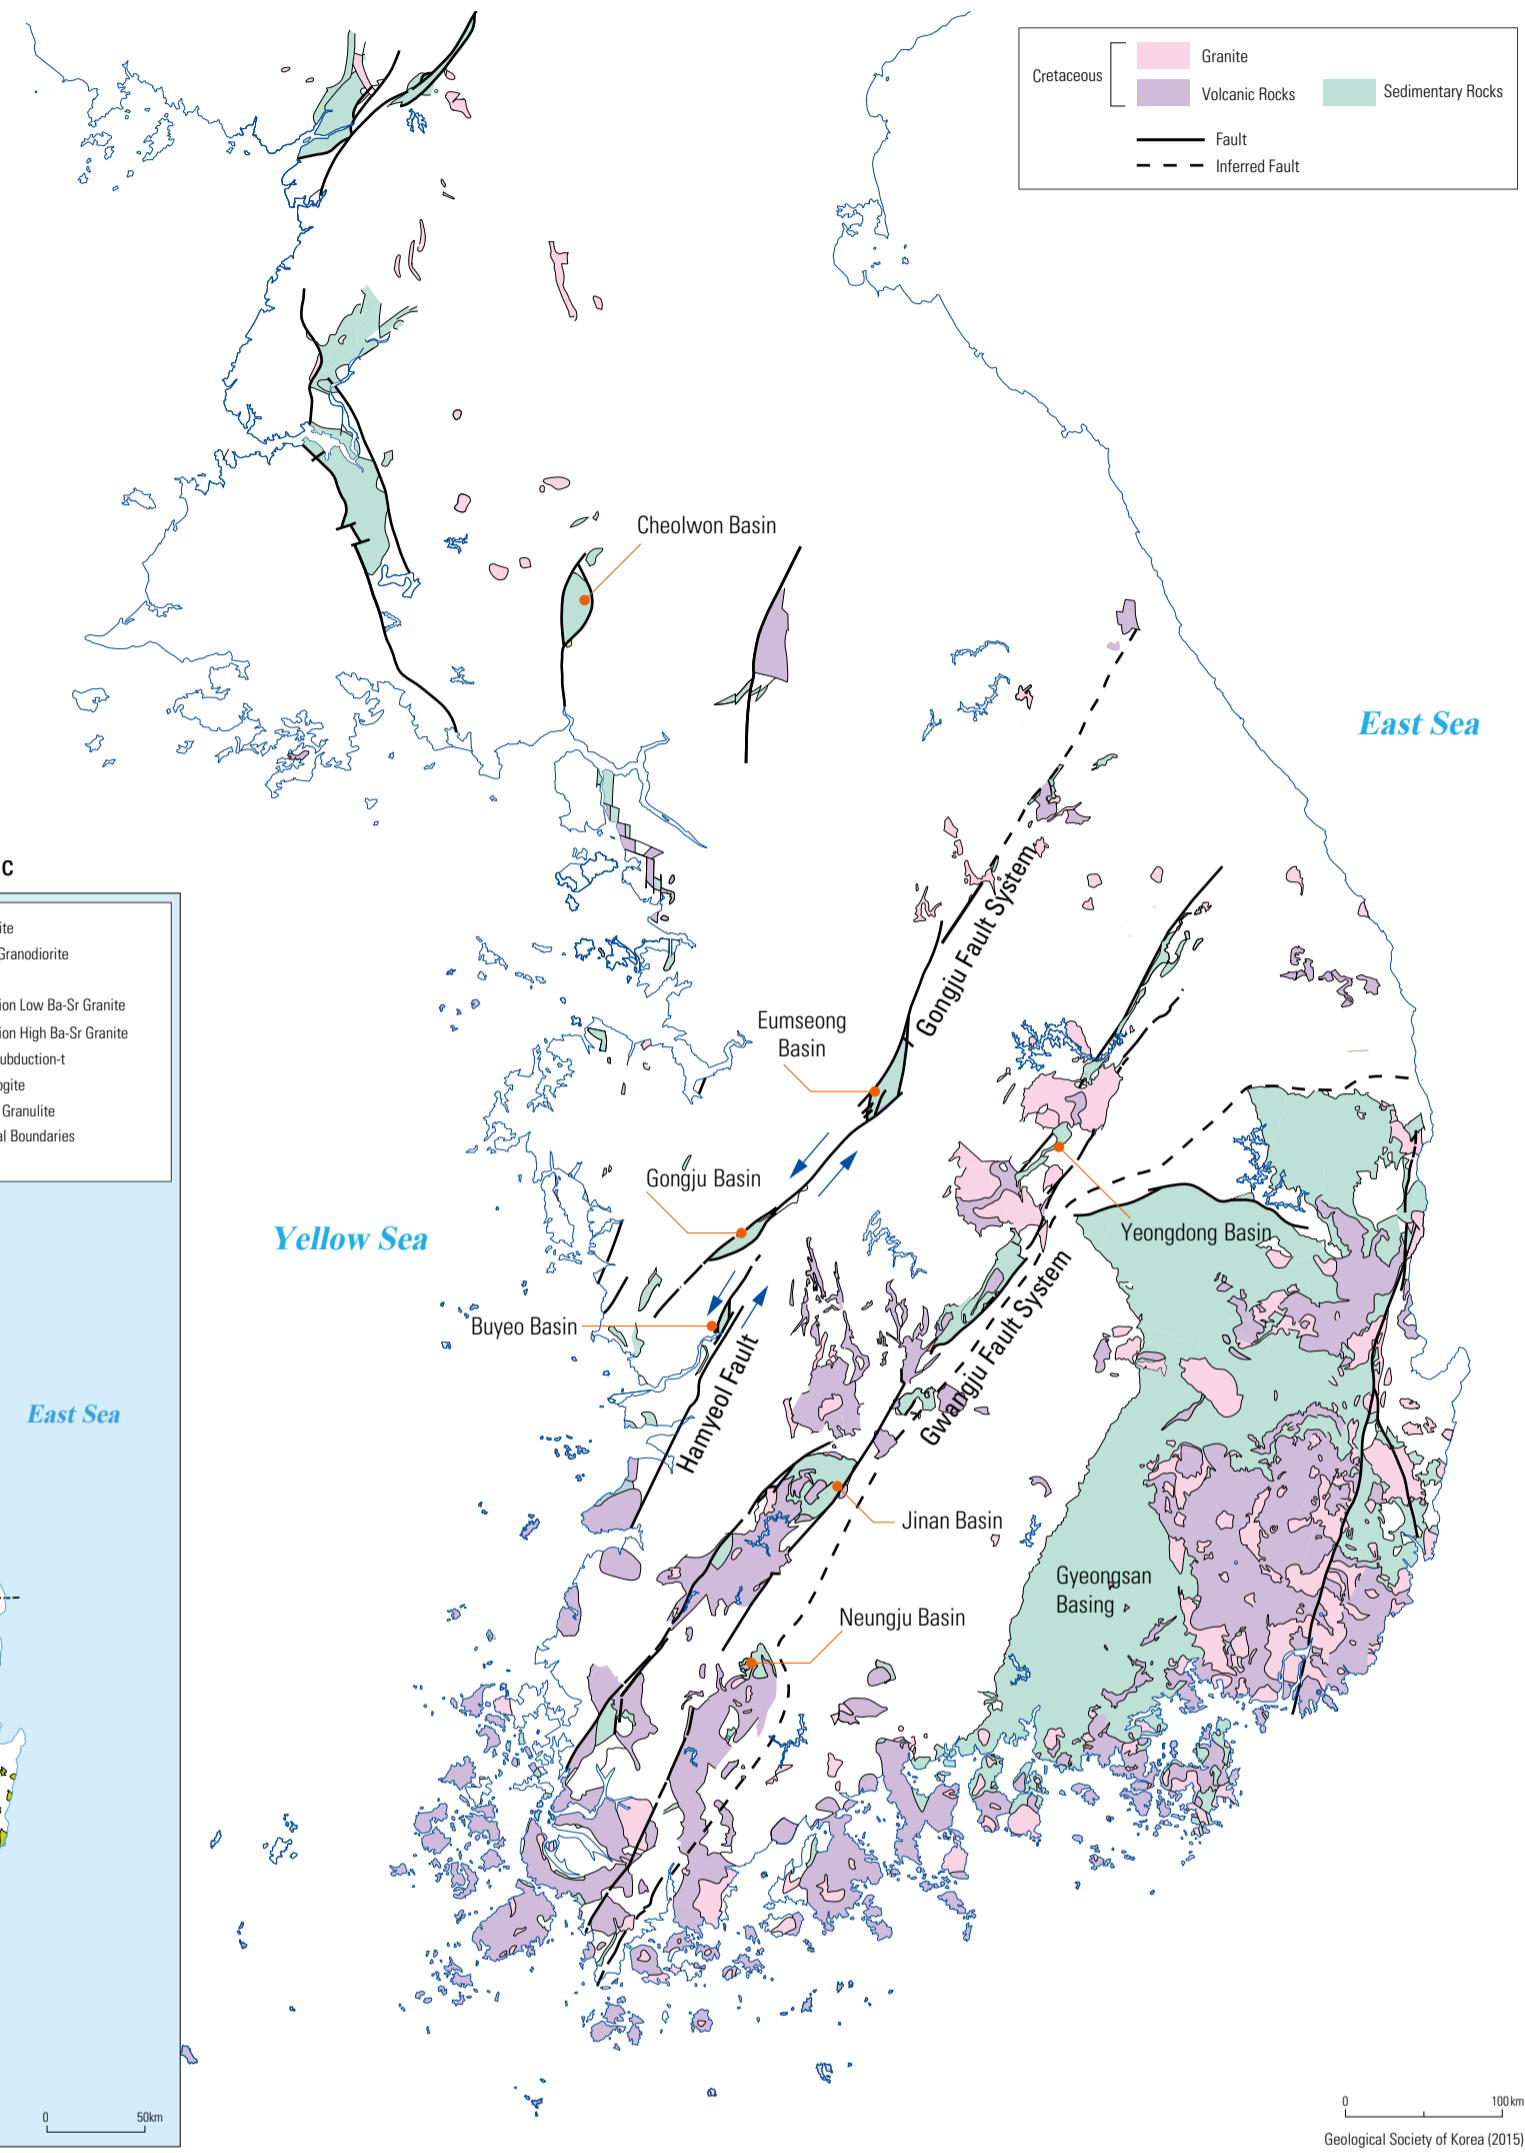 Cretaceous
Granite
Volcanic Rocks
Sedimentary Rocks
Fault
Inferred Fault
Cheolwon Basin
East Sea
Gongju Fault System
Eumseong
Basin
Gongju Basin
Yellow Sea
Yeongdong Basin
Buyeo Basin
Hamyeol Fault
Gwangju Fault System
Jinan Basin
Gyeongsan
Basing
Neungju Basin
0 100km
Geological Society of Korea (2015)
c
ite
Granodiorite
ion Low Ba-Sr Granite
ion High Ba-Sr Granite
ubduction-t
ogite
Granulite
al Boundaries
East Sea
0 50km